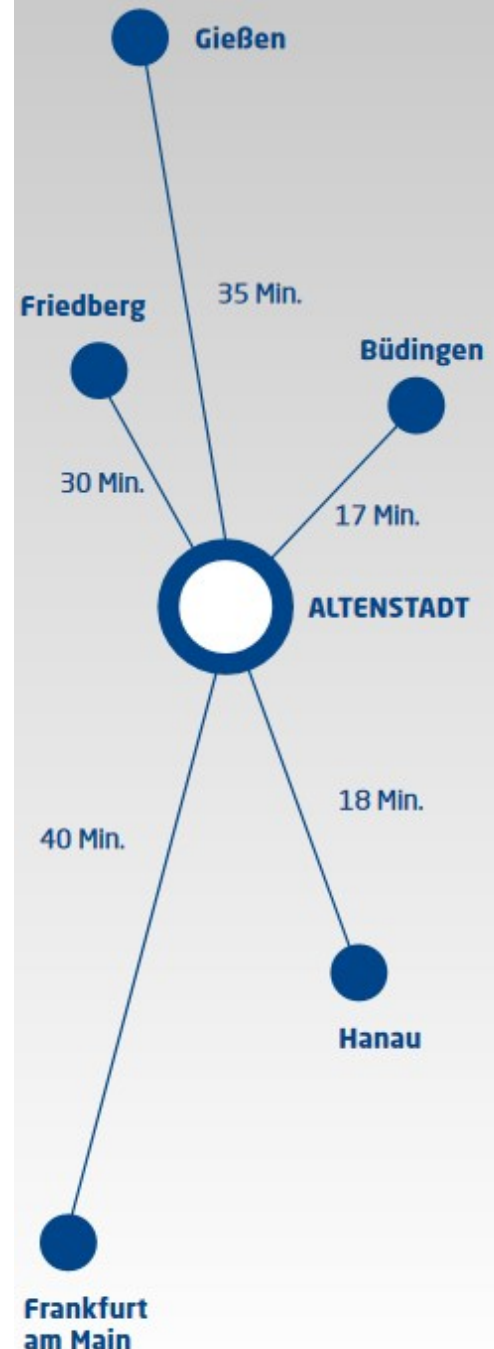 Gießen
35 Min.
Friedberg
Büdingen
30 Min.
17 Min.
ALTENSTADT
18 Min.
40 Min.
Hanau
Frankfurt
am Main